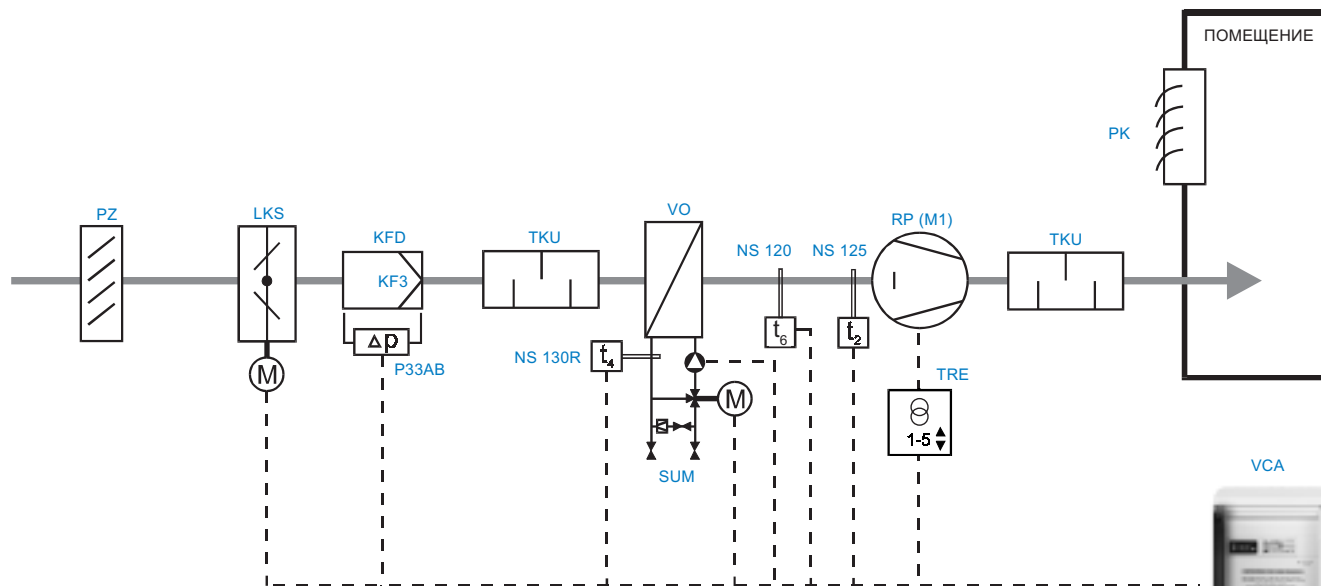 ПОМЕЩЕНИЕ
PK
PZ
LKS
KFD
KF3
TKU
VO
NS 120
NS 125
RP (M1)
TKU
Δp
P33AB
M
NS 130R
t4
t6
t2
M
TRE
1-5
SUM
VCA